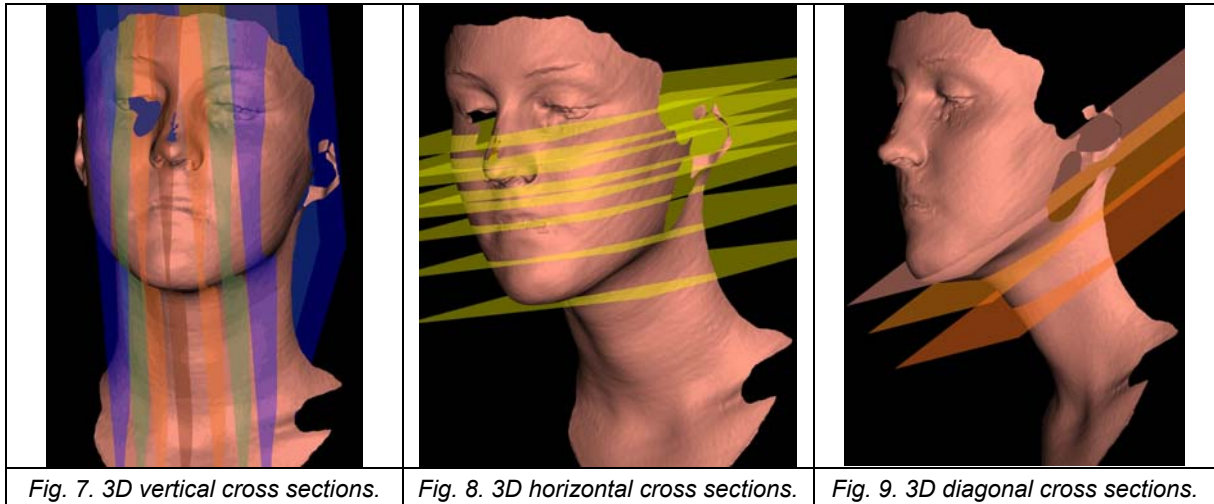 Fig. 7. 3D vertical cross sections.
Fig. 8. 3D horizontal cross sections.
Fig. 9. 3D diagonal cross sections.